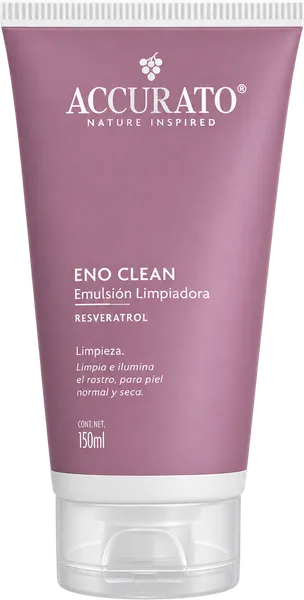 ACCURATO®
NATURE INSPIRED
ENO CLEAN
Emulsión Limpiadora
RESVERATROL
Limpieza.
Limpia e ilumina
el rostro, para piel
normal y seca.
CONT. NET.
150ml